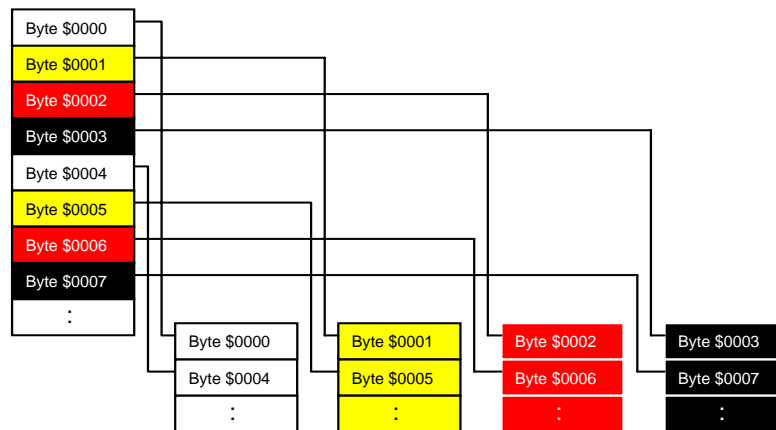 Byte $0000
Byte $0001
Byte $0002
Byte $0003
Byte $0004
Byte $0005
Byte $0006
Byte $0007
:
Byte $0000 Byte $0001 Byte $0002 Byte $0003
Byte $0004 Byte $0005 Byte $0006 Byte $0007
: : : :